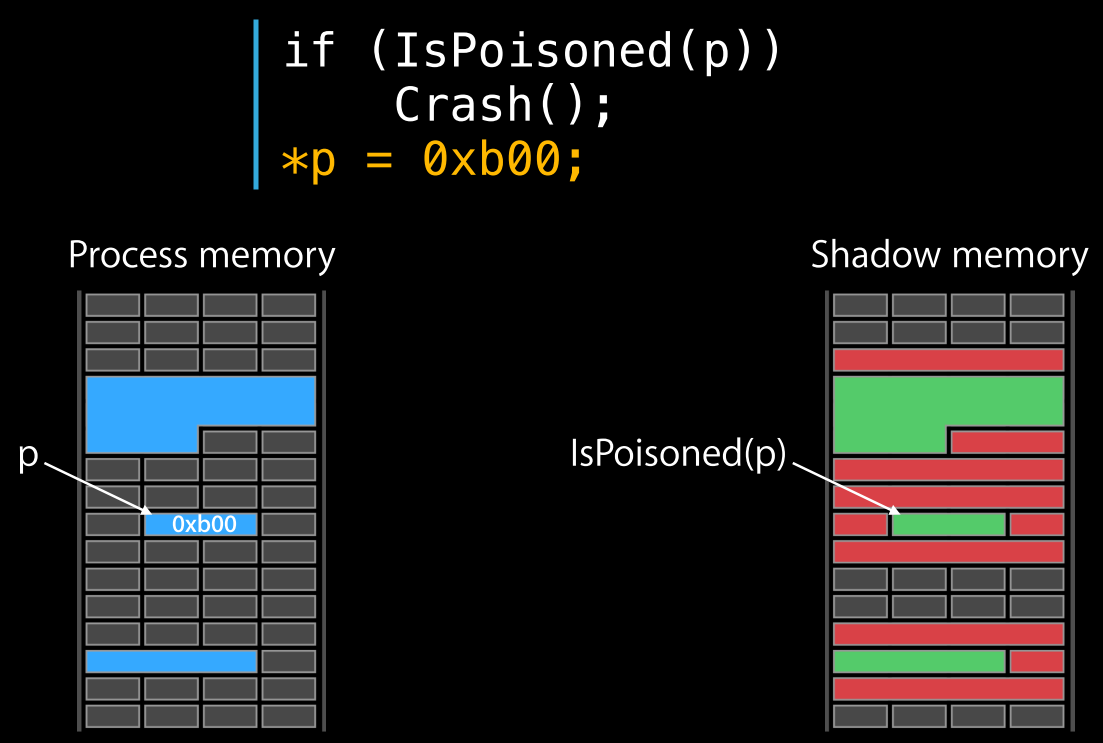 if (IsPoisoned(p))
    Crash();
*p = 0xb00;
Process memory
Shadow memory
p
IsPoisoned(p)
0xb00